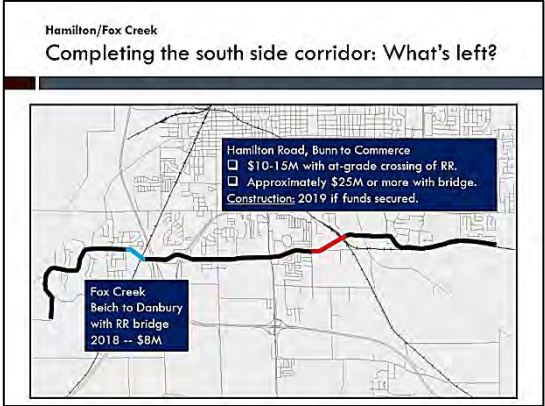 Hamilton/Fox Creek
Completing the south side corridor: What's left?
Hamilton Road, Bunn to Commerce
❑ $10-15M with at-grade crossing of RR.
❑ Approximately $25M or more with bridge.
Construction: 2019 if funds secured.
Fox Creek
Beich to Danbury
with RR bridge
2018 -- $8M